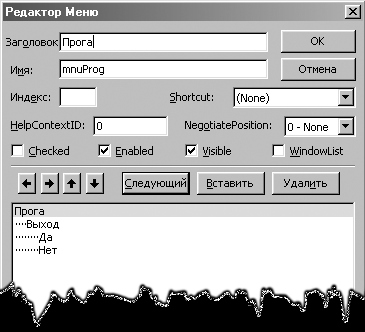 Редактор Меню
Заголовок Прога OK
Имя: mnuProg Отмена
Индекс: Shortcut: (None)
HelpContextID: 0 NegotiatePosition: 0 - None
Checked Enabled Visible WindowList
Следующий Вставить Удалить
Прога
····Выход
········Да
········Нет